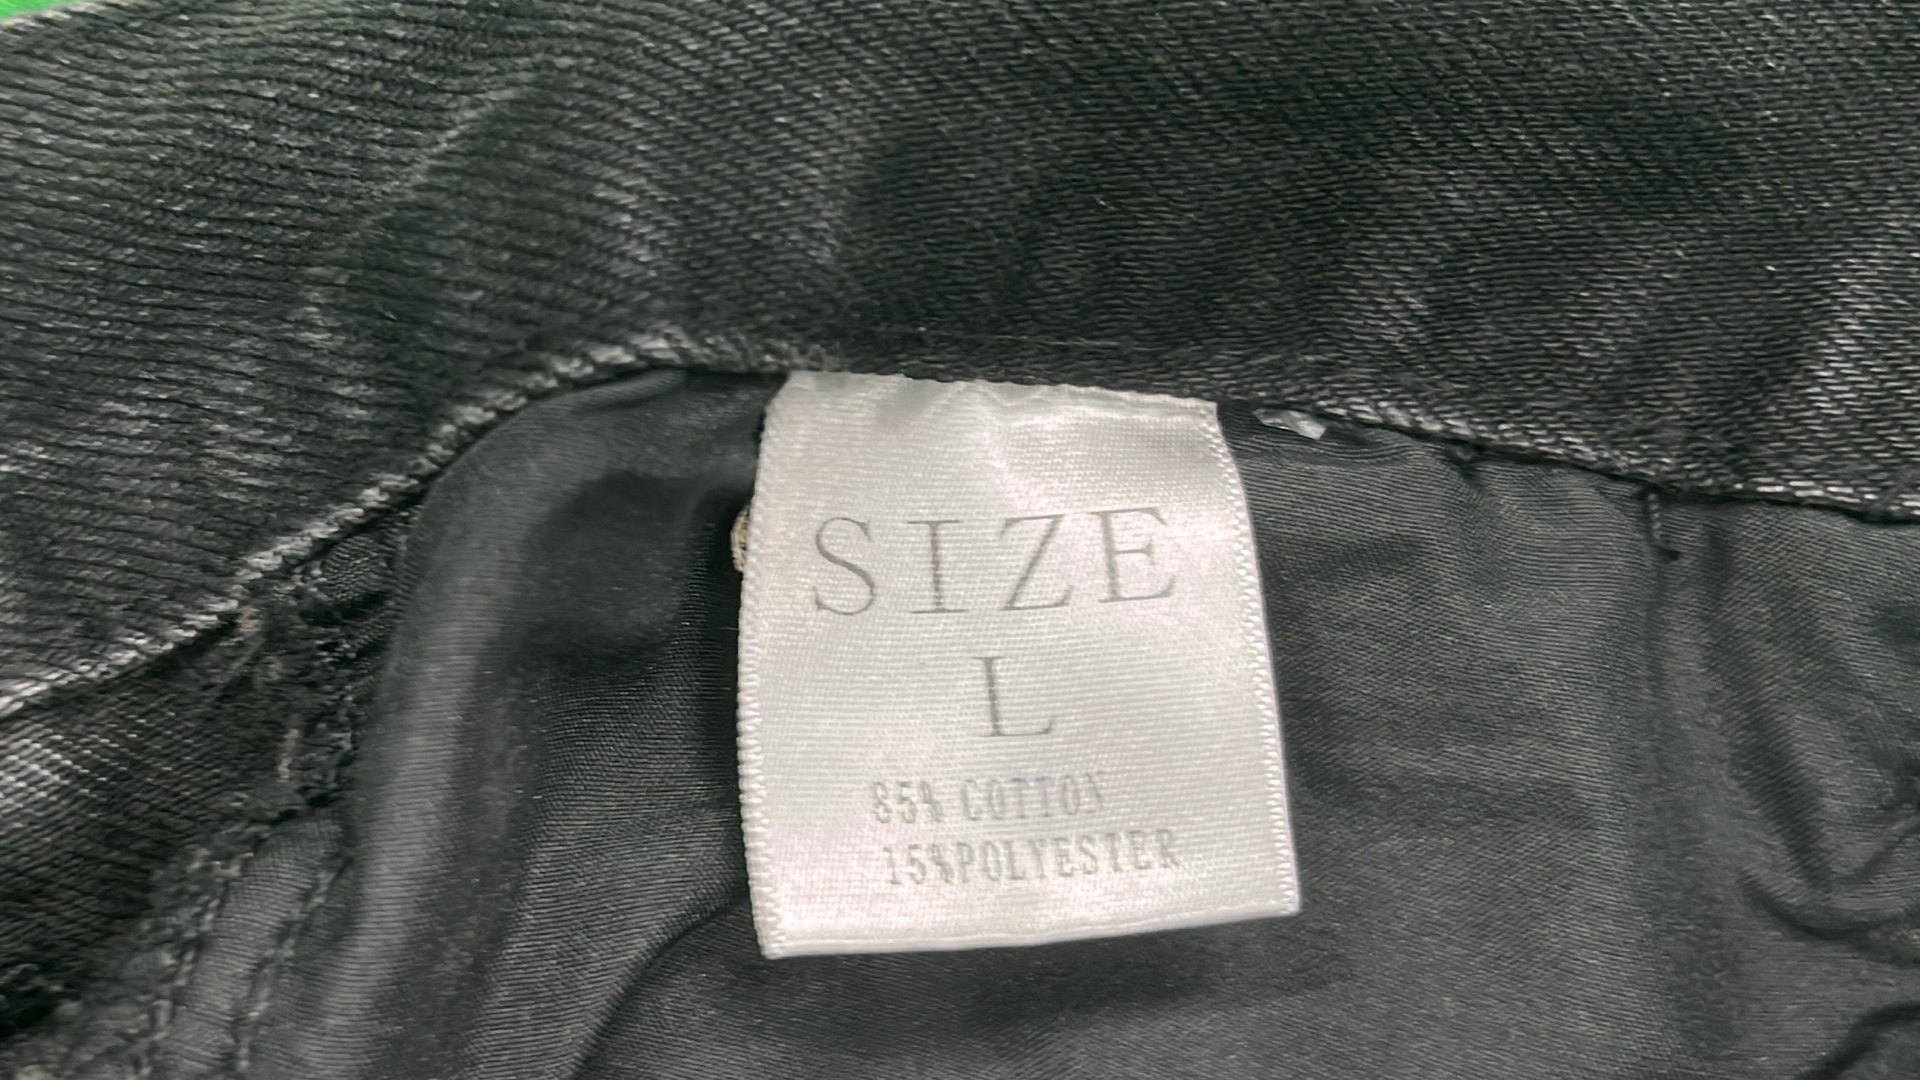 SIZE
L
85% COTTON
15%POLYESTER